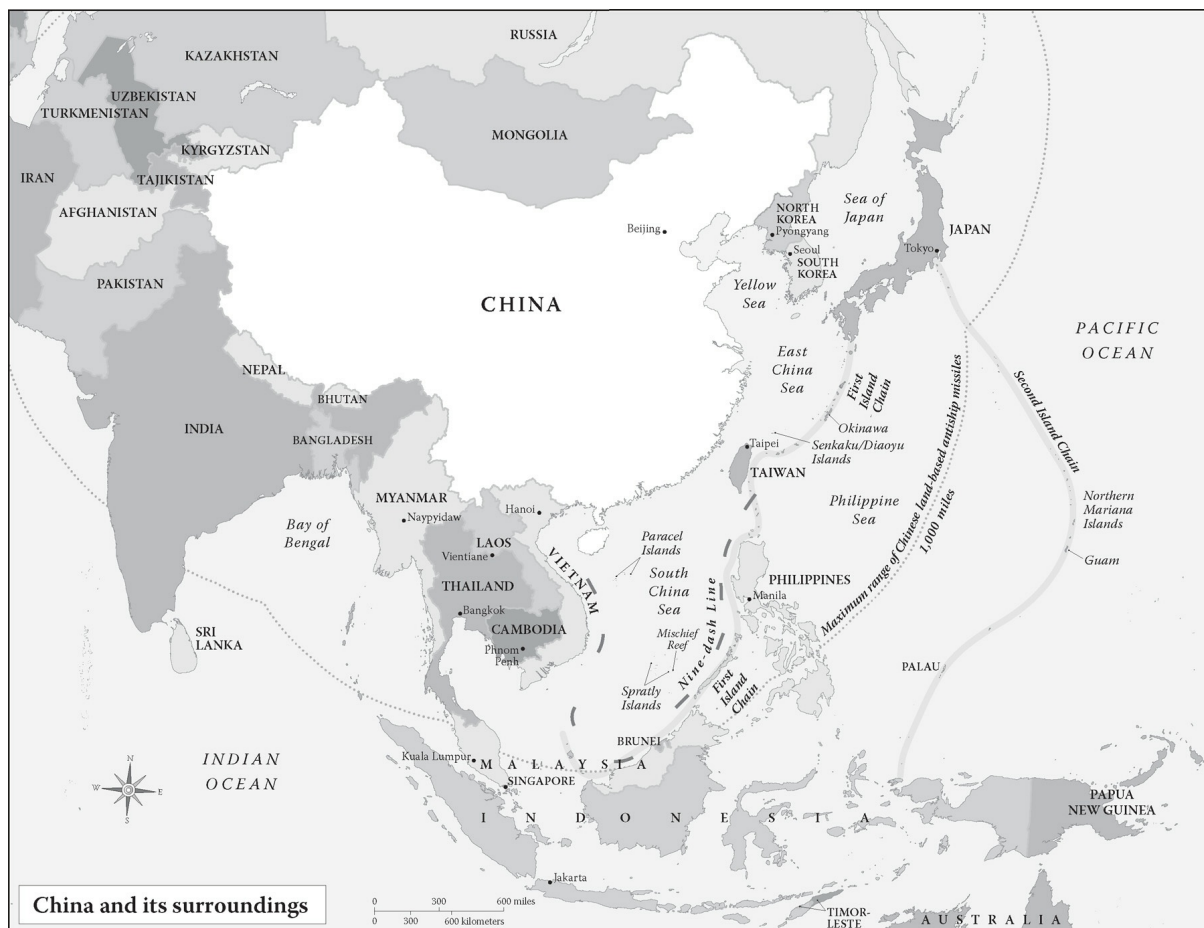 RUSSIA
KAZAKHSTAN
UZBEKISTAN
TURKMENISTAN
MONGOLIA
KYRGYZSTAN
IRAN
TAJIKISTAN
AFGHANISTAN
NORTH
KOREA
Pyongyang
Sea of
Japan
Beijing
JAPAN
Tokyo
Seoul
SOUTH
KOREA
PAKISTAN
Yellow
Sea
CHINA
PACIFIC
OCEAN
East
China
Sea
NEPAL
BHUTAN
First
Island
Chain
Second Island Chain
INDIA
BANGLADESH
Okinawa
Senkaku/Diaoyu
Islands
Taipei
TAIWAN
Maximum range of Chinese land-based antiship missiles
1,000 miles
MYANMAR
Naypyidaw
Hanoi
Philippine
Sea
Northern
Mariana
Islands
Guam
Bay of
Bengal
LAOS
Vientiane
VIETNAM
Paracel
Islands
South
China
Sea
THAILAND
Bangkok
PHILIPPINES
Manila
CAMBODIA
Phnom
Penh
Nine-dash Line
Mischief
Reef
SRI
LANKA
Spratly
Islands
First
Island
Chain
PALAU
BRUNEI
INDIAN
OCEAN
Kuala Lumpur
MALAYSIA
SINGAPORE
N
W
E
S
INDONESIA
PAPUA
NEW GUINEA
Jakarta
China and its surroundings
0 300 600 miles
0 300 600 kilometers
TIMOR-
LESTE
AUSTRALIA